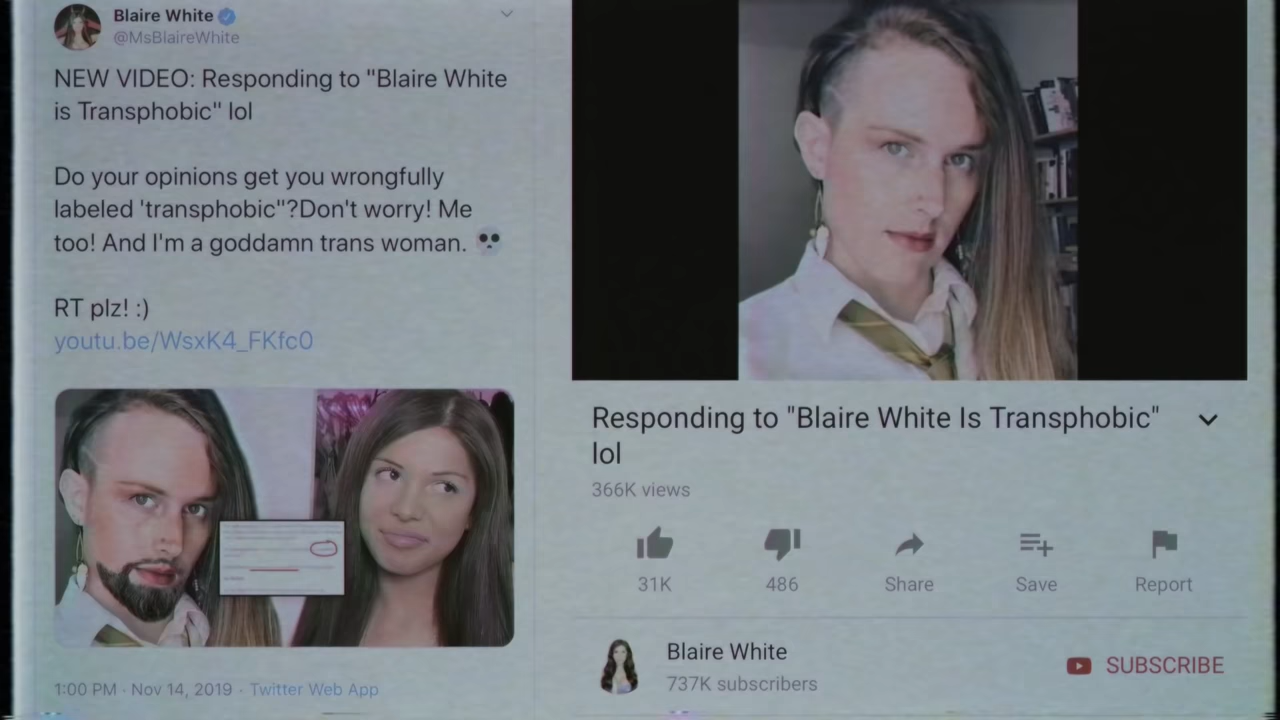 Blaire White
@MsBlaireWhite
NEW VIDEO: Responding to "Blaire White
is Transphobic" lol
Do your opinions get you wrongfully
labeled 'transphobic"?Don't worry! Me
too! And I'm a goddamn trans woman. 💀
RT plz! :)
youtu.be/WsxK4_FKfc0
1:00 PM · Nov 14, 2019 · Twitter Web App
Responding to "Blaire White Is Transphobic"
lol
366K views
31K
486
Share
Save
Report
Blaire White
737K subscribers
SUBSCRIBE